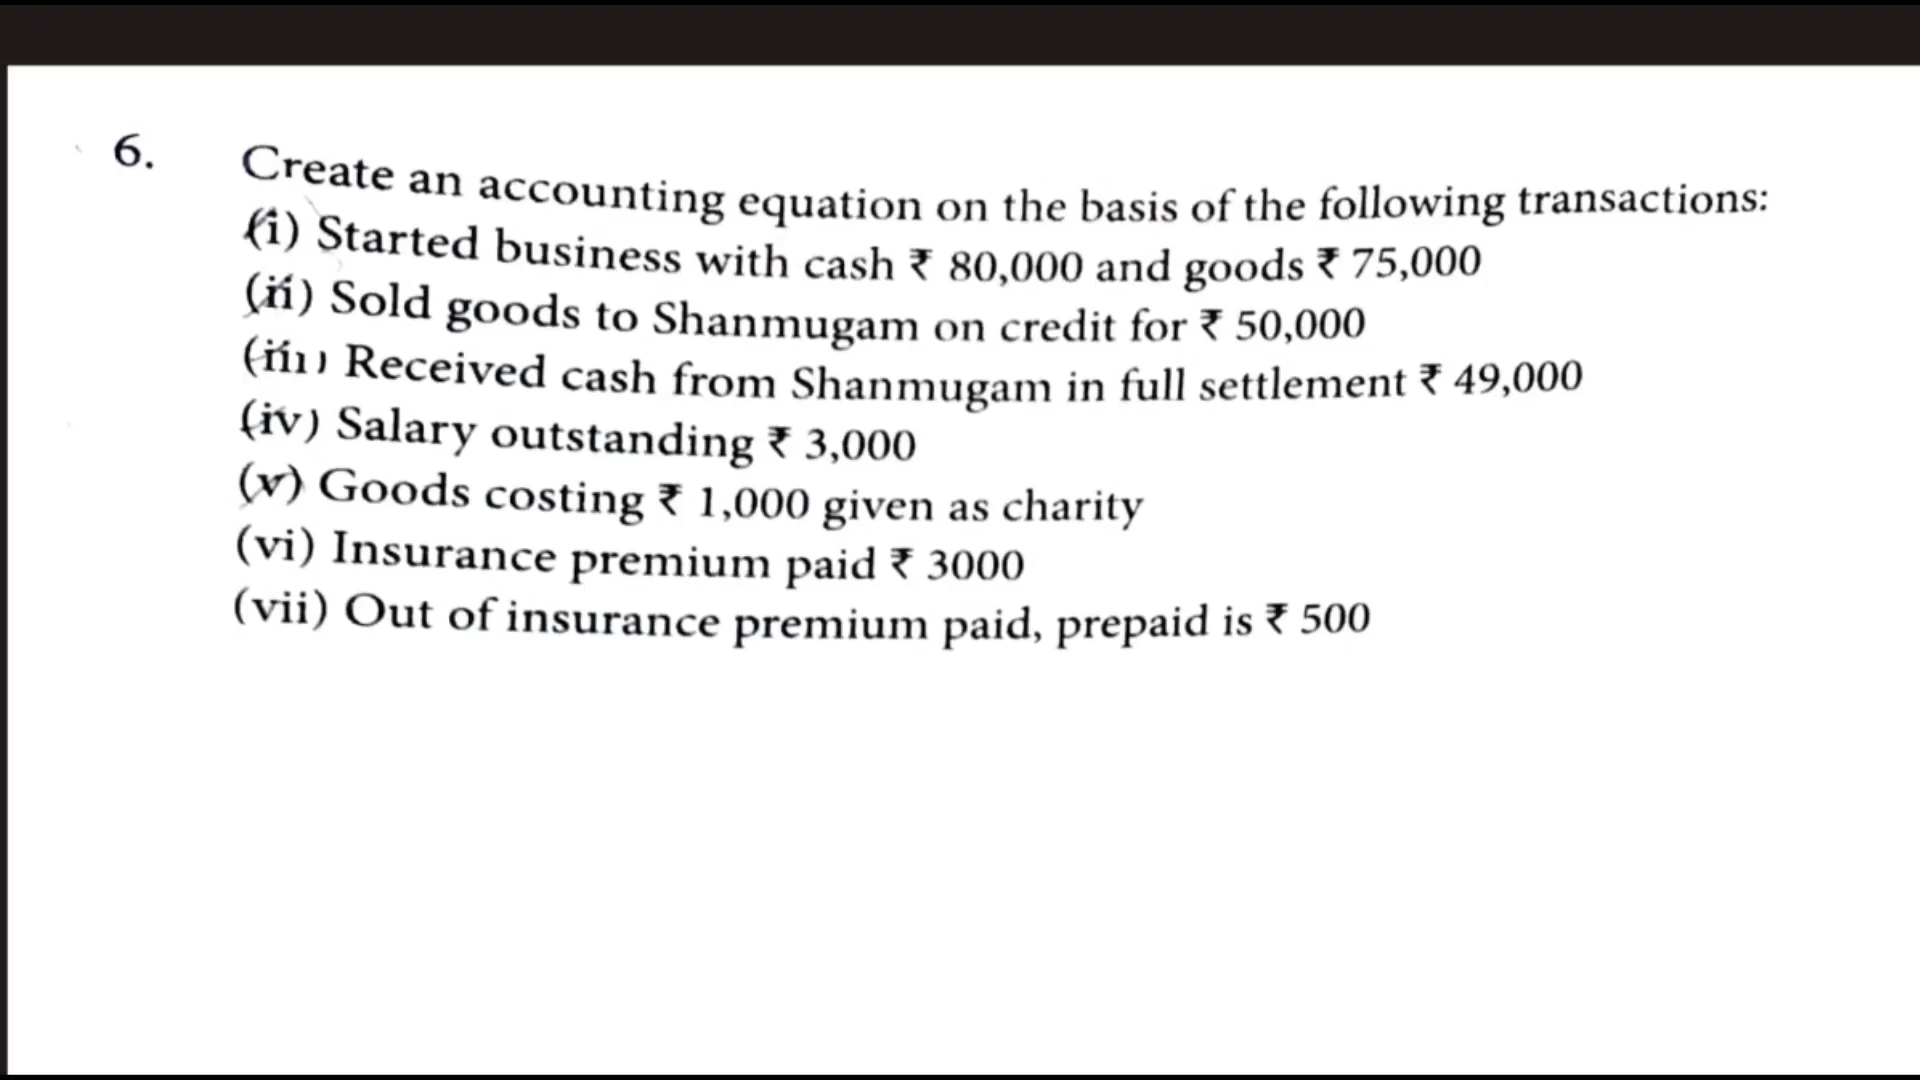 6. Create an accounting equation on the basis of the following transactions:
(i) Started business with cash ₹ 80,000 and goods ₹ 75,000
(ii) Sold goods to Shanmugam on credit for ₹ 50,000
(iii) Received cash from Shanmugam in full settlement ₹ 49,000
(iv) Salary outstanding ₹ 3,000
(v) Goods costing ₹ 1,000 given as charity
(vi) Insurance premium paid ₹ 3000
(vii) Out of insurance premium paid, prepaid is ₹ 500